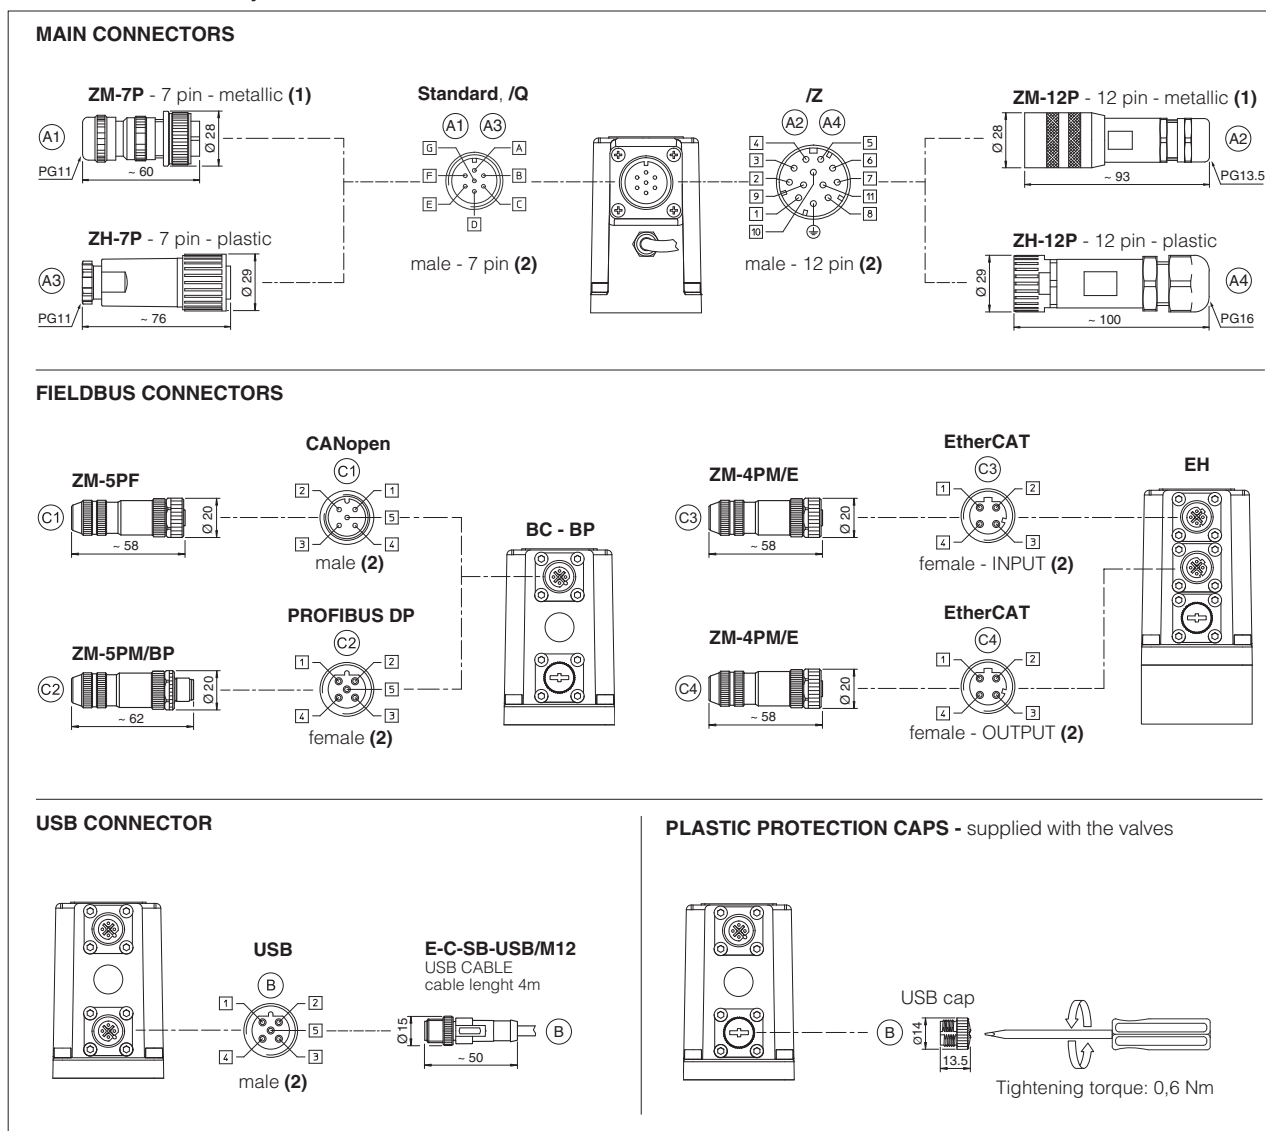 MAIN CONNECTORS
ZM-7P - 7 pin - metallic (1)
A1
PG11
~ 60
Ø 28
ZH-7P - 7 pin - plastic
A3
PG11
~ 76
Ø 29
Standard, /Q
A1 A3
G A
F B
E C
D
male - 7 pin (2)
/Z
A2 A4
4 5
3 6
2 7
9 11
1 8
10
male - 12 pin (2)
ZM-12P - 12 pin - metallic (1)
Ø 28
A2
~ 93
PG13.5
ZH-12P - 12 pin - plastic
Ø 29
A4
~ 100
PG16
FIELDBUS CONNECTORS
CANopen
C1
ZM-5PF
C1
Ø 20
~ 58
2 1
5
3 4
male (2)
PROFIBUS DP
C2
ZM-5PM/BP
C2
Ø 20
~ 62
1 2
5
4 3
female (2)
BC - BP
EtherCAT
C3
ZM-4PM/E
C3
Ø 20
~ 58
1 2
4 3
female - INPUT (2)
EtherCAT
C4
ZM-4PM/E
C4
Ø 20
~ 58
1 2
4 3
female - OUTPUT (2)
EH
USB CONNECTOR
USB
B
1 2
5
4 3
male (2)
E-C-SB-USB/M12
USB CABLE
cable lenght 4m
Ø 15
~ 50
B
PLASTIC PROTECTION CAPS - supplied with the valves
USB cap
B
Ø14
13.5
Tightening torque: 0,6 Nm